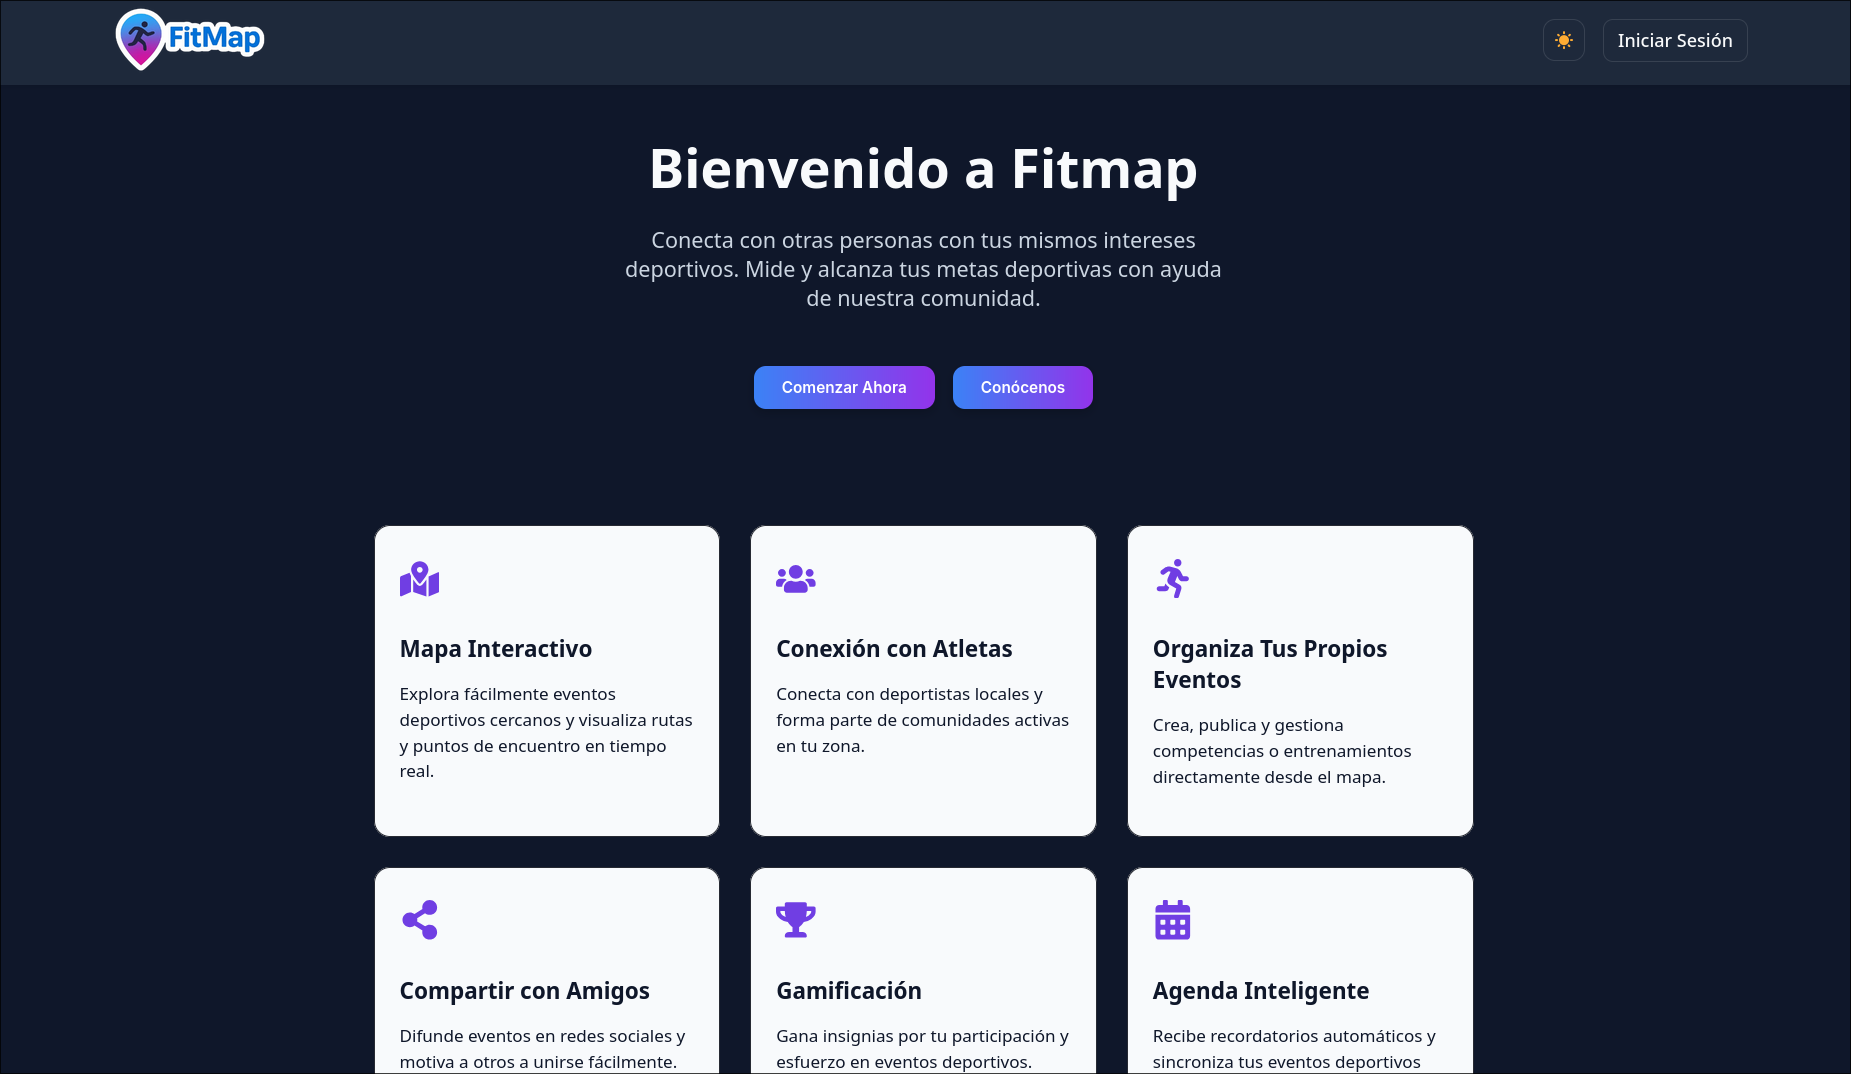 FitMap
Iniciar Sesión
Bienvenido a Fitmap
Conecta con otras personas con tus mismos intereses
deportivos. Mide y alcanza tus metas deportivas con ayuda
de nuestra comunidad.
Comenzar Ahora
Conócenos
Mapa Interactivo
Explora fácilmente eventos
deportivos cercanos y visualiza rutas
y puntos de encuentro en tiempo
real.
Conexión con Atletas
Conecta con deportistas locales y
forma parte de comunidades activas
en tu zona.
Organiza Tus Propios
Eventos
Crea, publica y gestiona
competencias o entrenamientos
directamente desde el mapa.
Compartir con Amigos
Difunde eventos en redes sociales y
motiva a otros a unirse fácilmente.
Gamificación
Gana insignias por tu participación y
esfuerzo en eventos deportivos.
Agenda Inteligente
Recibe recordatorios automáticos y
sincroniza tus eventos deportivos